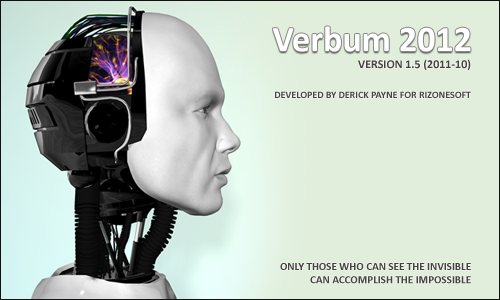 Verbum 2012
VERSION 1.5 (2011-10)
DEVELOPED BY DERICK PAYNE FOR RIZONESOFT
ONLY THOSE WHO CAN SEE THE INVISIBLE
CAN ACCOMPLISH THE IMPOSSIBLE